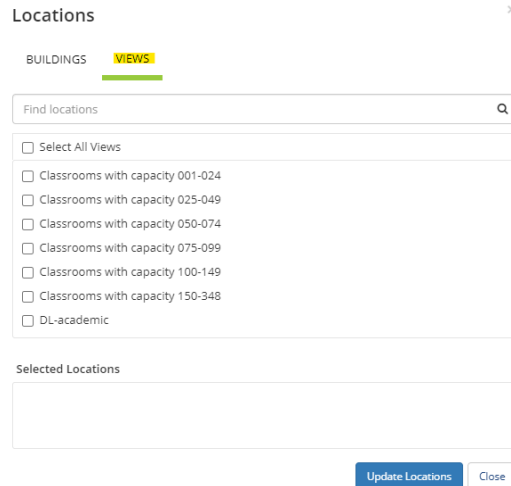 Locations
BUILDINGS VIEWS
Find locations
Select All Views
Classrooms with capacity 001-024
Classrooms with capacity 025-049
Classrooms with capacity 050-074
Classrooms with capacity 075-099
Classrooms with capacity 100-149
Classrooms with capacity 150-348
DL-academic
Selected Locations
Update Locations Close